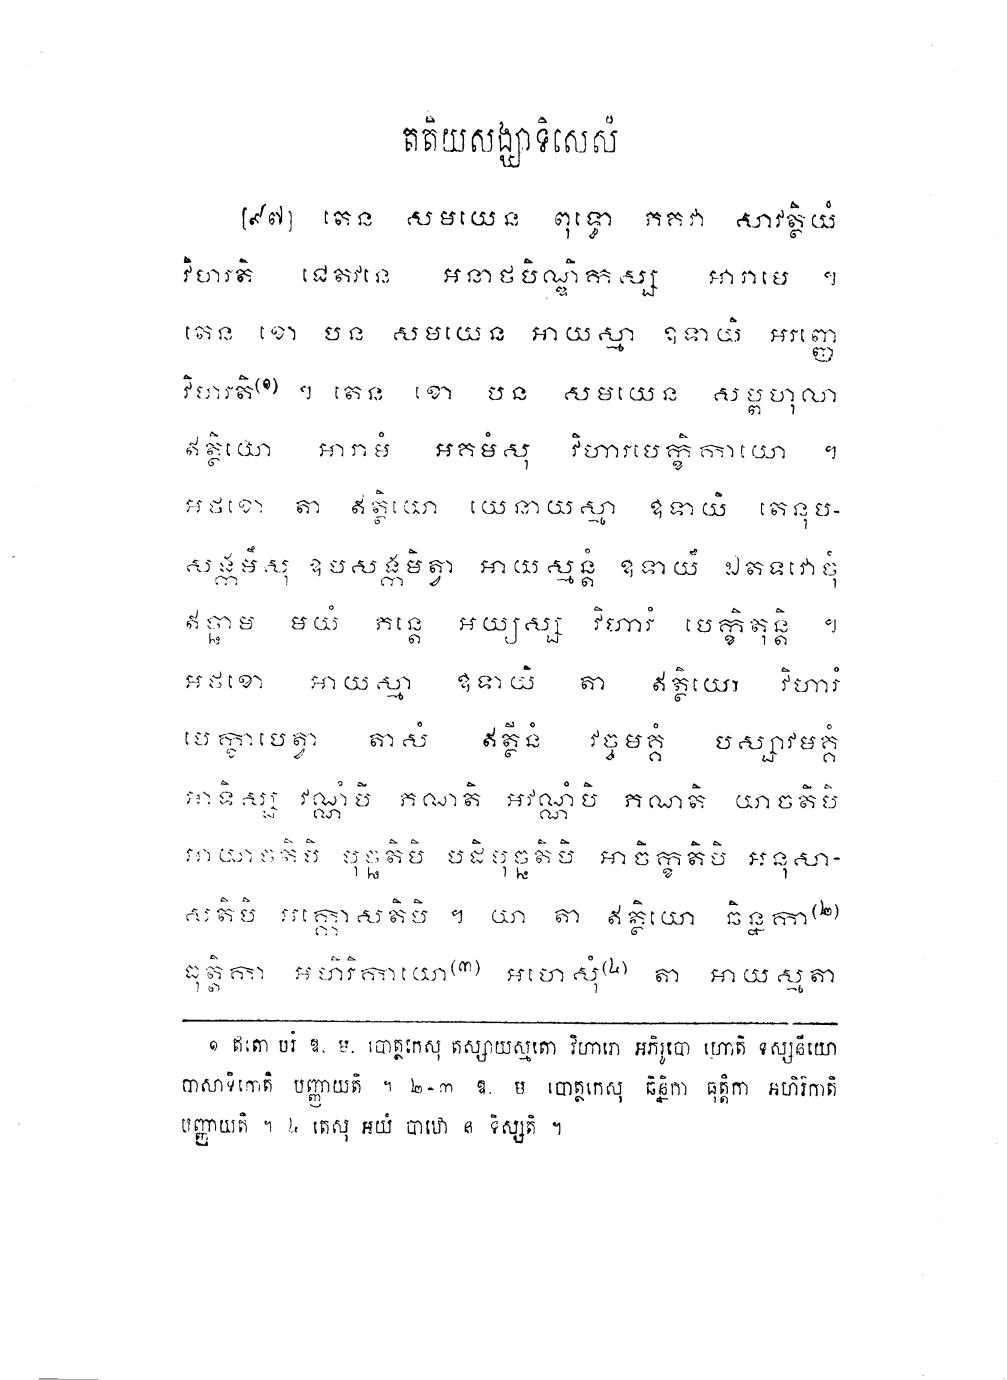 តតិយសង្ឃាទិសេសំ
[៩៧] តេន សមយេន ពុទ្ធោ ភគវា សាវត្ថិយំ
វិហរតិ ជេតវនេ អនាថបិណ្ឌិកស្ស អារាមេ ។
តេន ខោ បន សមយេន អាយស្មា ឧទាយិ អរញ្ញេ
វិហរតិ(១) ។ តេន ខោ បន សមយេន សម្ពហុលា
ឥត្ថិយោ អារាមំ អគមំសុ វិហារបេក្ខិកាយោ ។
អថខោ តា ឥត្ថិយោ យេនាយស្មា ឧទាយិ តេនុប-
សង្កមឹសុ ឧបសង្កមិត្វា អាយស្មន្តំ ឧទាយឹ ឯតទវោចុំ
ឥច្ឆាម មយំ ភន្តេ អយ្យស្ស វិហារំ បេក្ខិតុន្តិ ។
អថខោ អាយស្មា ឧទាយិ តា ឥត្ថិយោ វិហារំ
បេក្ខាបេត្វា តាសំ ឥត្ថីនំ វច្ចមគ្គំ បស្សាវមគ្គំ
អាទិស្ស វណ្ណំបិ ភណតិ អវណ្ណំបិ ភណតិ យាចតិបិ
អាយាចតិបិ បុច្ឆតិបិ បដិបុច្ឆតិបិ អាចិក្ខតិបិ អនុសា-
សតិបិ អក្កោសតិបិ ។ យា តា ឥត្ថិយោ ឆិន្នកា(២)
ធុត្តិកា អហិរិកាយោ(៣) អហេសុំ(៤) តា អាយស្មតា
១ ឥតោ បរំ ឱ. ម. បោត្ថកេសុ តស្សាយស្មតោ វិហារោ អភិរូបោ ហោតិ ទស្សនីយោ
បាសាទិកោតិ បញ្ញាយតិ ។ ២-៣ ឱ. ម បោត្ថកេសុ ឆិន្និកា ធុត្តិកា អហិរិកាតិ
បញ្ញាយតិ ។ ៤ តេសុ អយំ បាឋោ ន ទិស្សតិ ។